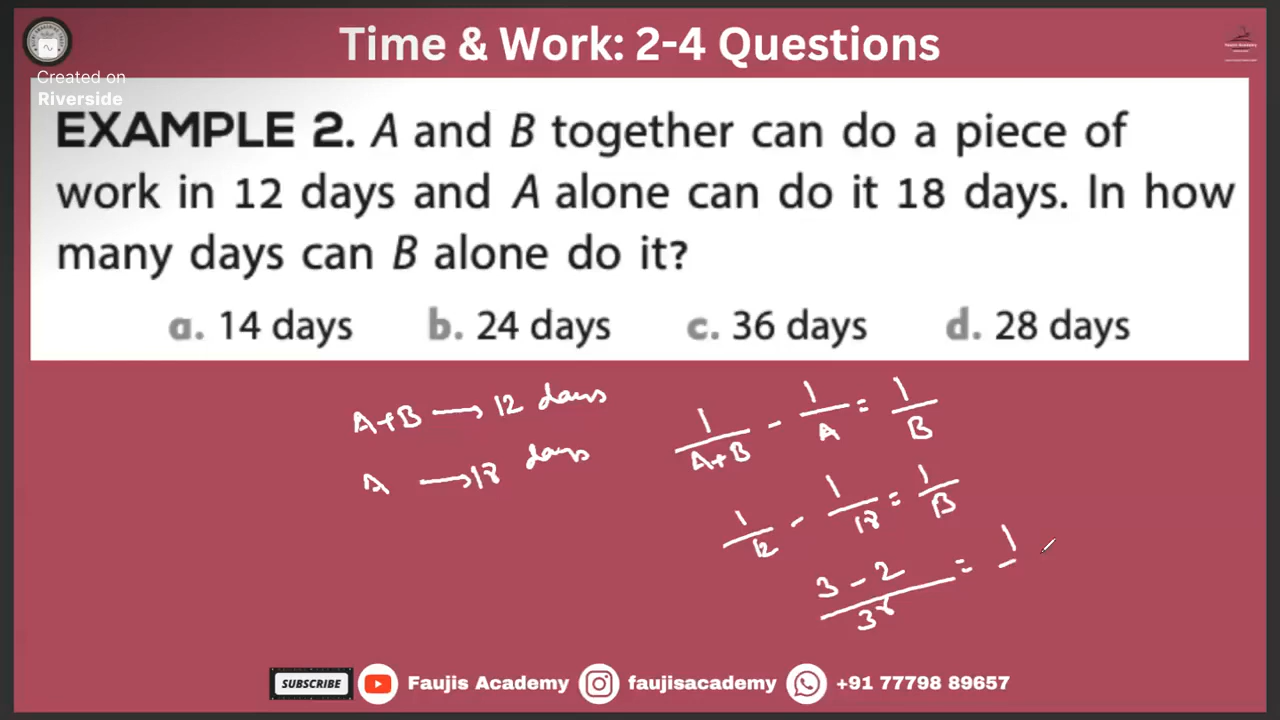 Time & Work: 2-4 Questions
Created on
Riverside
EXAMPLE 2. A and B together can do a piece of
work in 12 days and A alone can do it 18 days. In how
many days can B alone do it?
a. 14 days b. 24 days c. 36 days d. 28 days
A+B → 12 days
A → 18 days
1/(A+B) - 1/A = 1/B
1/12 - 1/18 = 1/B
(3 - 2)/36 = 1
SUBSCRIBE Faujis Academy faujisacademy +91 77798 89657